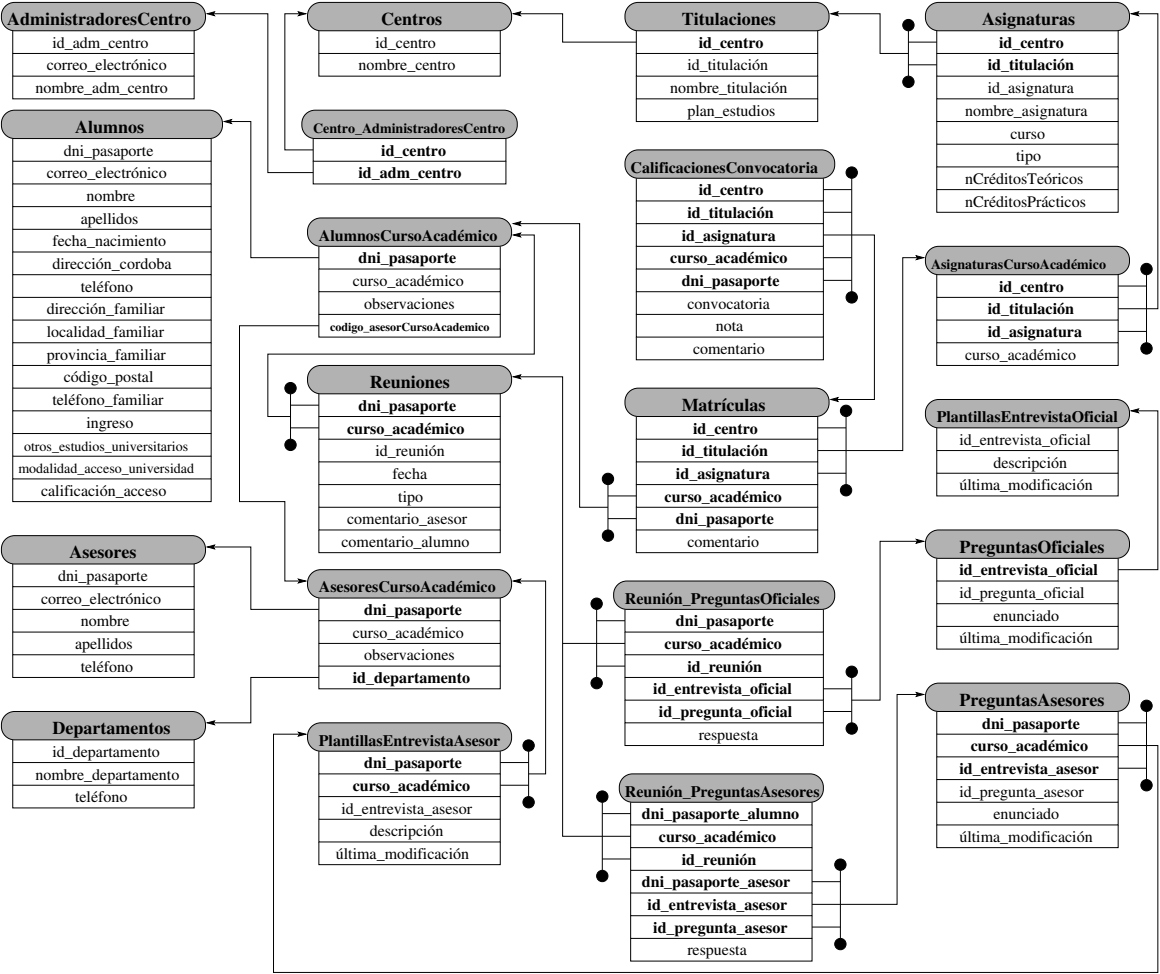 AdministradoresCentro
id_adm_centro
correo_electrónico
nombre_adm_centro
Centros
id_centro
nombre_centro
Titulaciones
id_centro
id_titulación
nombre_titulación
plan_estudios
Asignaturas
id_centro
id_titulación
id_asignatura
nombre_asignatura
curso
tipo
nCréditosTeóricos
nCréditosPrácticos
Alumnos
dni_pasaporte
correo_electrónico
nombre
apellidos
fecha_nacimiento
dirección_cordoba
teléfono
dirección_familiar
localidad_familiar
provincia_familiar
código_postal
teléfono_familiar
ingreso
otros_estudios_universitarios
modalidad_acceso_universidad
calificación_acceso
Centro_AdministradoresCentro
id_centro
id_adm_centro
CalificacionesConvocatoria
id_centro
id_titulación
id_asignatura
curso_académico
dni_pasaporte
convocatoria
nota
comentario
AlumnosCursoAcadémico
dni_pasaporte
curso_académico
observaciones
codigo_asesorCursoAcademico
AsignaturasCursoAcadémico
id_centro
id_titulación
id_asignatura
curso_académico
Reuniones
dni_pasaporte
curso_académico
id_reunión
fecha
tipo
comentario_asesor
comentario_alumno
Matrículas
id_centro
id_titulación
id_asignatura
curso_académico
dni_pasaporte
comentario
PlantillasEntrevistaOficial
id_entrevista_oficial
descripción
última_modificación
Asesores
dni_pasaporte
correo_electrónico
nombre
apellidos
teléfono
AsesoresCursoAcadémico
dni_pasaporte
curso_académico
observaciones
id_departamento
Reunión_PreguntasOficiales
dni_pasaporte
curso_académico
id_reunión
id_entrevista_oficial
id_pregunta_oficial
respuesta
PreguntasOficiales
id_entrevista_oficial
id_pregunta_oficial
enunciado
última_modificación
Departamentos
id_departamento
nombre_departamento
teléfono
PlantillasEntrevistaAsesor
dni_pasaporte
curso_académico
id_entrevista_asesor
descripción
última_modificación
Reunión_PreguntasAsesores
dni_pasaporte_alumno
curso_académico
id_reunión
dni_pasaporte_asesor
id_entrevista_asesor
id_pregunta_asesor
respuesta
PreguntasAsesores
dni_pasaporte
curso_académico
id_entrevista_asesor
id_pregunta_asesor
enunciado
última_modificación